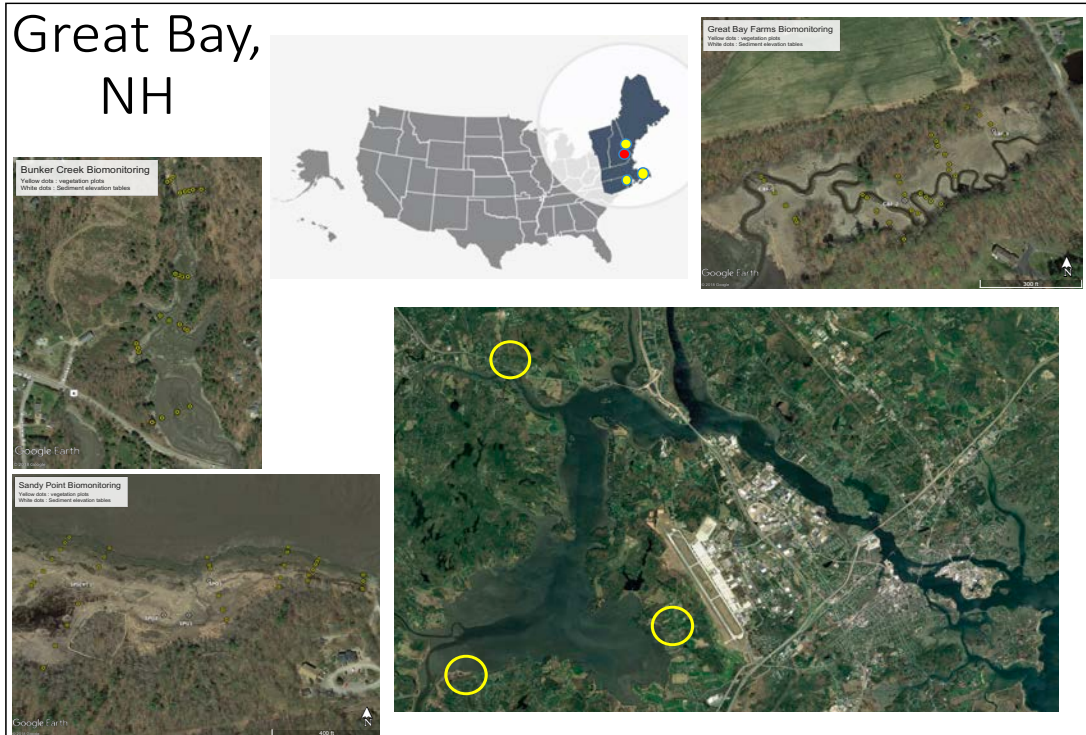 Great Bay,
NH
Great Bay Farms Biomonitoring
Yellow dots : vegetation plots
White dots : Sediment elevation tables
Google Earth
N
300 ft
Bunker Creek Biomonitoring
Yellow dots : vegetation plots
White dots : Sediment elevation tables
Google Earth
Sandy Point Biomonitoring
Yellow dots : vegetation plots
White dots : Sediment elevation tables
Google Earth
N
400 ft